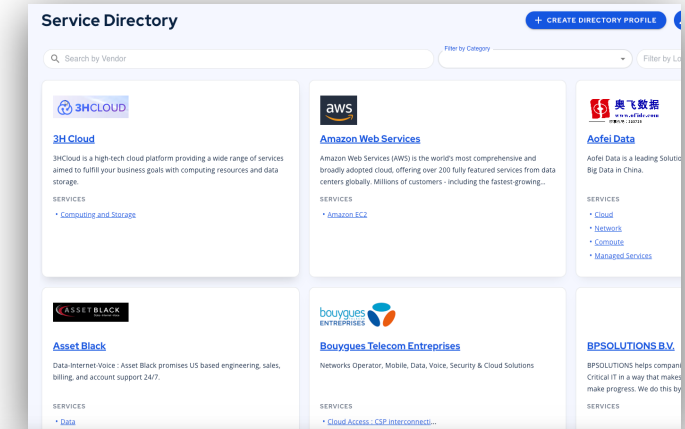 Service Directory
+ CREATE DIRECTORY PROFILE
Filter by Category
Search by Vendor
Filter by Lo
3HCLOUD
3H Cloud
3HCloud is a high-tech cloud platform providing a wide range of services
aimed to fulfill your business goals with computing resources and data
storage.
SERVICES
• Computing and Storage
aws
Amazon Web Services
Amazon Web Services (AWS) is the world's most comprehensive and
broadly adopted cloud, offering over 200 fully featured services from data
centers globally. Millions of customers - including the fastest-growing...
SERVICES
• Amazon EC2
奥飞数据
www.ofidc.com
Aofei Data
Aofei Data is a leading Solutio
Big Data in China.
SERVICES
• Cloud
• Network
• Compute
• Managed Services
ASSETBLACK
Asset Black
Data-Internet-Voice : Asset Black promises US based engineering, sales,
billing, and account support 24/7.
SERVICES
• Data
bouygues
ENTREPRISES
Bouygues Telecom Entreprises
Networks Operator, Mobile, Data, Voice, Security & Cloud Solutions
SERVICES
• Cloud Access : CSP interconnecti...
BPSOLUTIONS B.V.
BPSOLUTIONS helps compani
Critical IT in a way that makes
make progress. We do this by
SERVICES